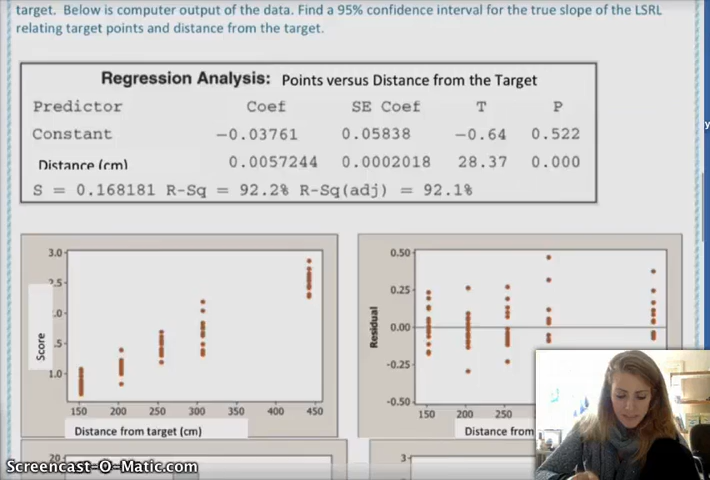 target. Below is computer output of the data. Find a 95% confidence interval for the true slope of the LSRL
relating target points and distance from the target.
Regression Analysis: Points versus Distance from the Target
Predictor Coef SE Coef T P
Constant -0.03761 0.05838 -0.64 0.522
Distance (cm) 0.0057244 0.0002018 28.37 0.000
S = 0.168181 R-Sq = 92.2% R-Sq(adj) = 92.1%
3.0
.5
.0
.5
1.0
Score
150 200 250 300 350 400 450
Distance from target (cm)
0.50
0.25
0.00
-0.25
-0.50
Residual
150 200 250
Distance from
20
3
Screencast-O-Matic.com